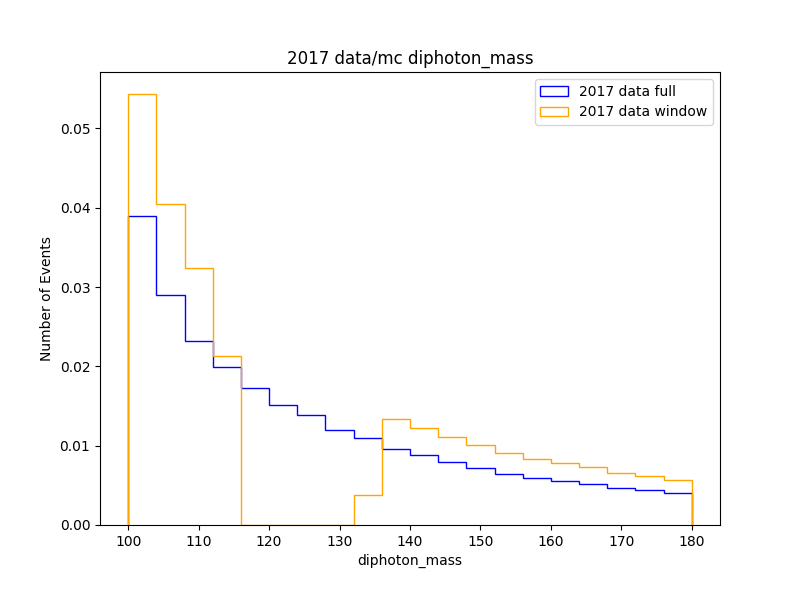 2017 data/mc diphoton_mass
2017 data full
2017 data window
Number of Events
0.05
0.04
0.03
0.02
0.01
0.00
100 110 120 130 140 150 160 170 180
diphoton_mass